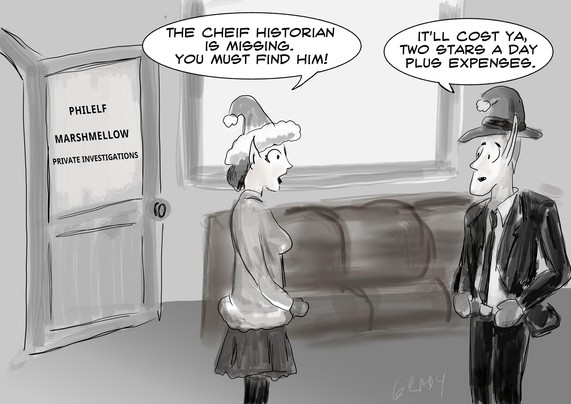 THE CHEIF HISTORIAN
IS MISSING.
YOU MUST FIND HIM!
IT'LL COST YA,
TWO STARS A DAY
PLUS EXPENSES.
PHILELF
MARSHMELLOW
PRIVATE INVESTIGATIONS
GRADY